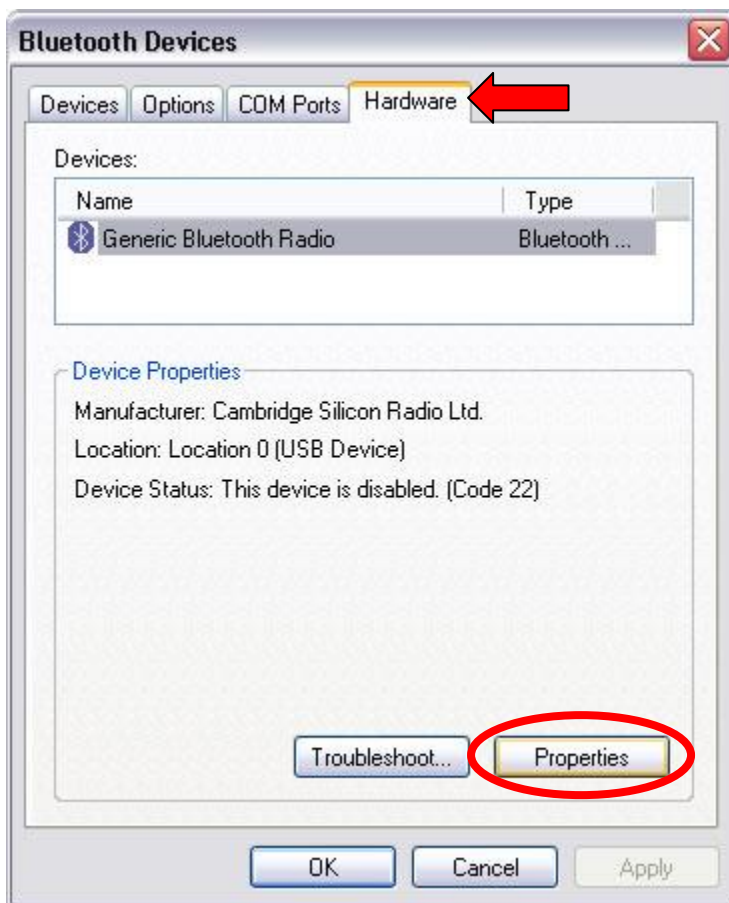 Bluetooth Devices
Devices Options COM Ports Hardware
Devices:
Name Type
Generic Bluetooth Radio Bluetooth ...
Device Properties
Manufacturer: Cambridge Silicon Radio Ltd.
Location: Location 0 (USB Device)
Device Status: This device is disabled. (Code 22)
Troubleshoot... Properties
OK Cancel Apply